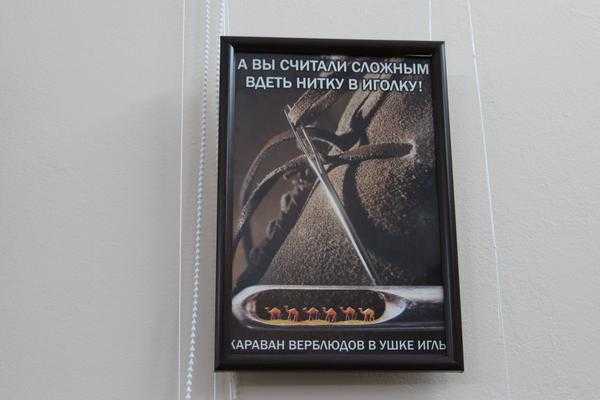 А ВЫ СЧИТАЛИ СЛОЖНЫМ
ВДЕТЬ НИТКУ В ИГОЛКУ!
КАРАВАН ВЕРБЛЮДОВ В УШКЕ ИГЛЫ